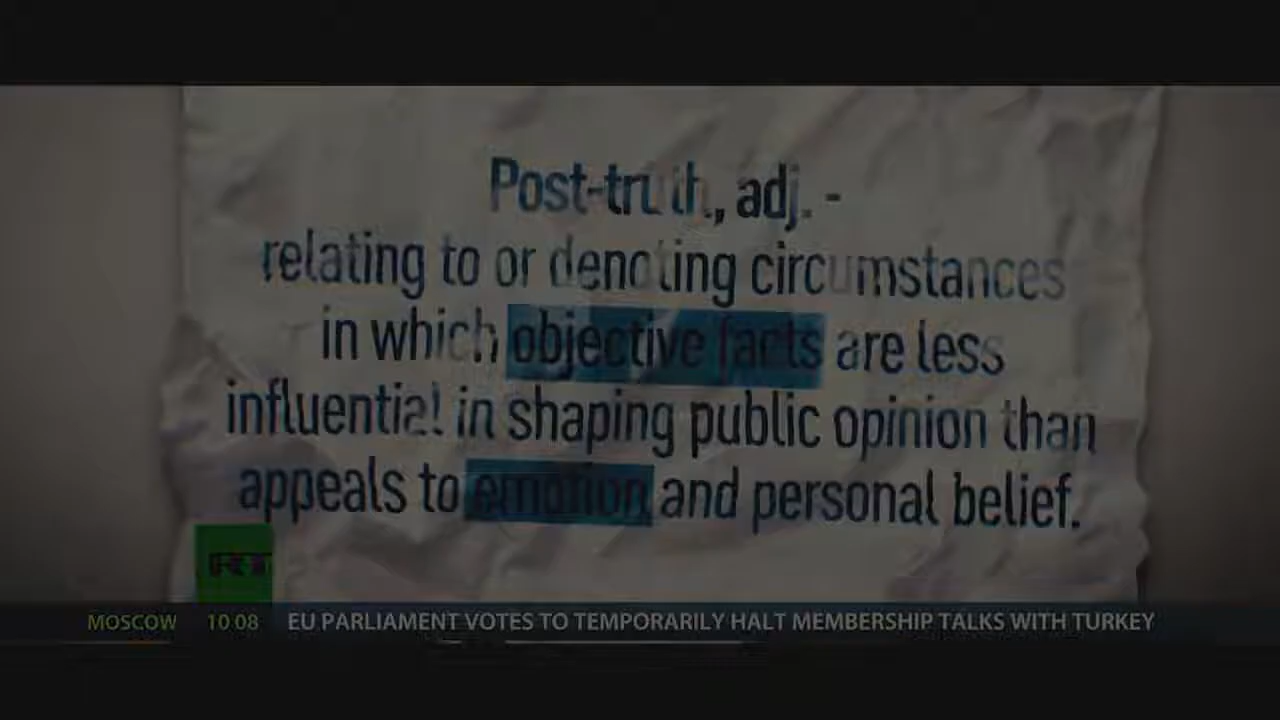 Post-truth, adj. -
relating to or denoting circumstances
in which objective facts are less
influential in shaping public opinion than
appeals to emotion and personal belief.
RT
MOSCOW 10 08 EU PARLIAMENT VOTES TO TEMPORARILY HALT MEMBERSHIP TALKS WITH TURKEY